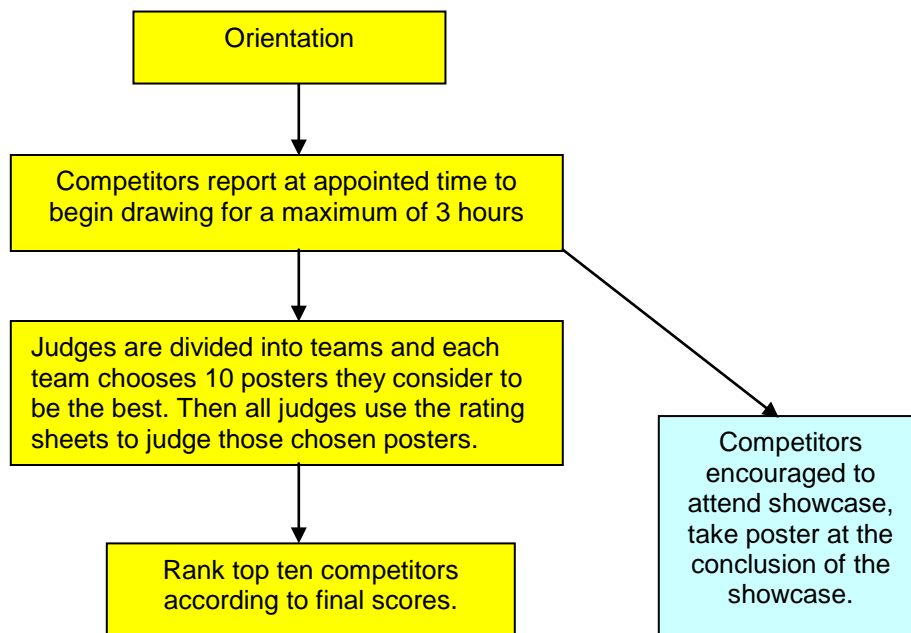 Orientation
Competitors report at appointed time to
begin drawing for a maximum of 3 hours
Judges are divided into teams and each
team chooses 10 posters they consider to
be the best. Then all judges use the rating
sheets to judge those chosen posters.
Competitors
encouraged to
attend showcase,
take poster at the
conclusion of the
showcase.
Rank top ten competitors
according to final scores.